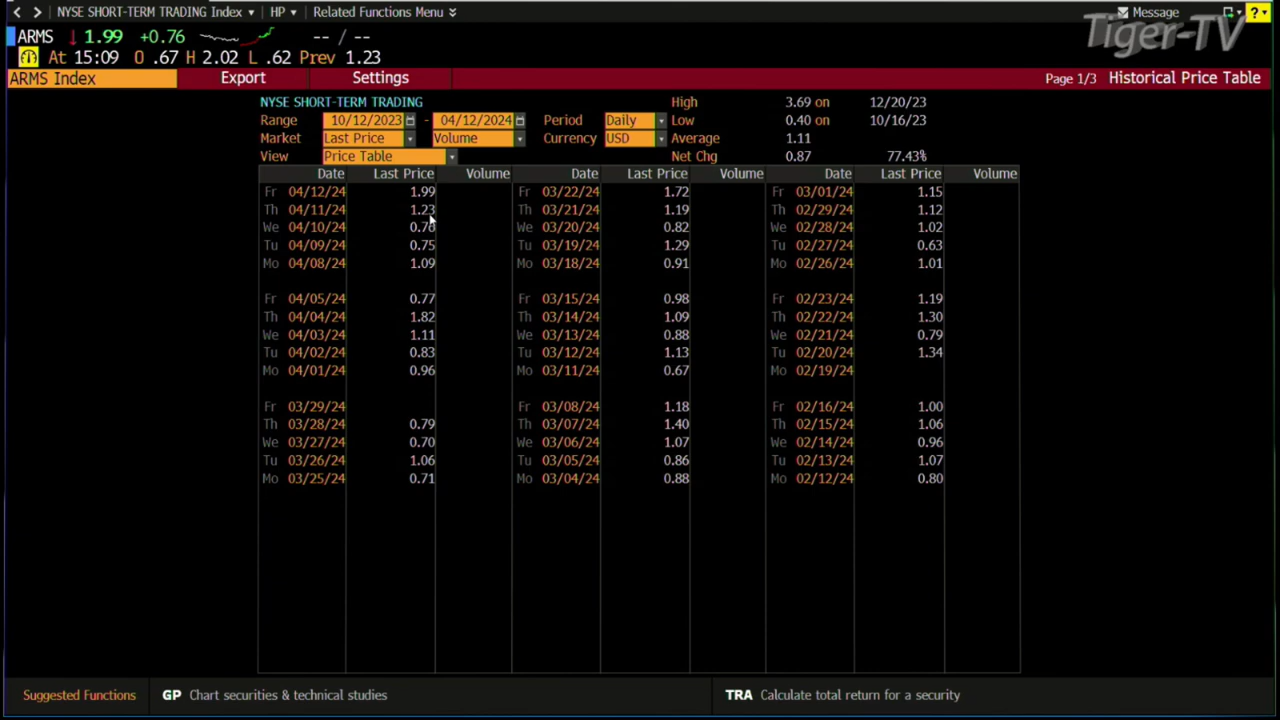 NYSE SHORT-TERM TRADING Index HP Related Functions Menu Message ?
Tiger-TV
ARMS 1.99 +0.76 -- / --
At 15:09 O .67 H 2.02 L .62 Prev 1.23
ARMS Index Export Settings Page 1/3 Historical Price Table
NYSE SHORT-TERM TRADING High 3.69 on 12/20/23
Range 10/12/2023 - 04/12/2024 Period Daily Low 0.40 on 10/16/23
Market Last Price Volume Currency USD Average 1.11
View Price Table Net Chg 0.87 77.43%
Date Last Price Volume Date Last Price Volume Date Last Price Volume
Fr 04/12/24 1.99 Fr 03/22/24 1.72 Fr 03/01/24 1.15
Th 04/11/24 1.23 Th 03/21/24 1.19 Th 02/29/24 1.12
We 04/10/24 0.76 We 03/20/24 0.82 We 02/28/24 1.02
Tu 04/09/24 0.75 Tu 03/19/24 1.29 Tu 02/27/24 0.63
Mo 04/08/24 1.09 Mo 03/18/24 0.91 Mo 02/26/24 1.01
Fr 04/05/24 0.77 Fr 03/15/24 0.98 Fr 02/23/24 1.19
Th 04/04/24 1.82 Th 03/14/24 1.09 Th 02/22/24 1.30
We 04/03/24 1.11 We 03/13/24 0.88 We 02/21/24 0.79
Tu 04/02/24 0.83 Tu 03/12/24 1.13 Tu 02/20/24 1.34
Mo 04/01/24 0.96 Mo 03/11/24 0.67 Mo 02/19/24
Fr 03/29/24 Fr 03/08/24 1.18 Fr 02/16/24 1.00
Th 03/28/24 0.79 Th 03/07/24 1.40 Th 02/15/24 1.06
We 03/27/24 0.70 We 03/06/24 1.07 We 02/14/24 0.96
Tu 03/26/24 1.06 Tu 03/05/24 0.86 Tu 02/13/24 1.07
Mo 03/25/24 0.71 Mo 03/04/24 0.88 Mo 02/12/24 0.80
Suggested Functions GP Chart securities & technical studies TRA Calculate total return for a security